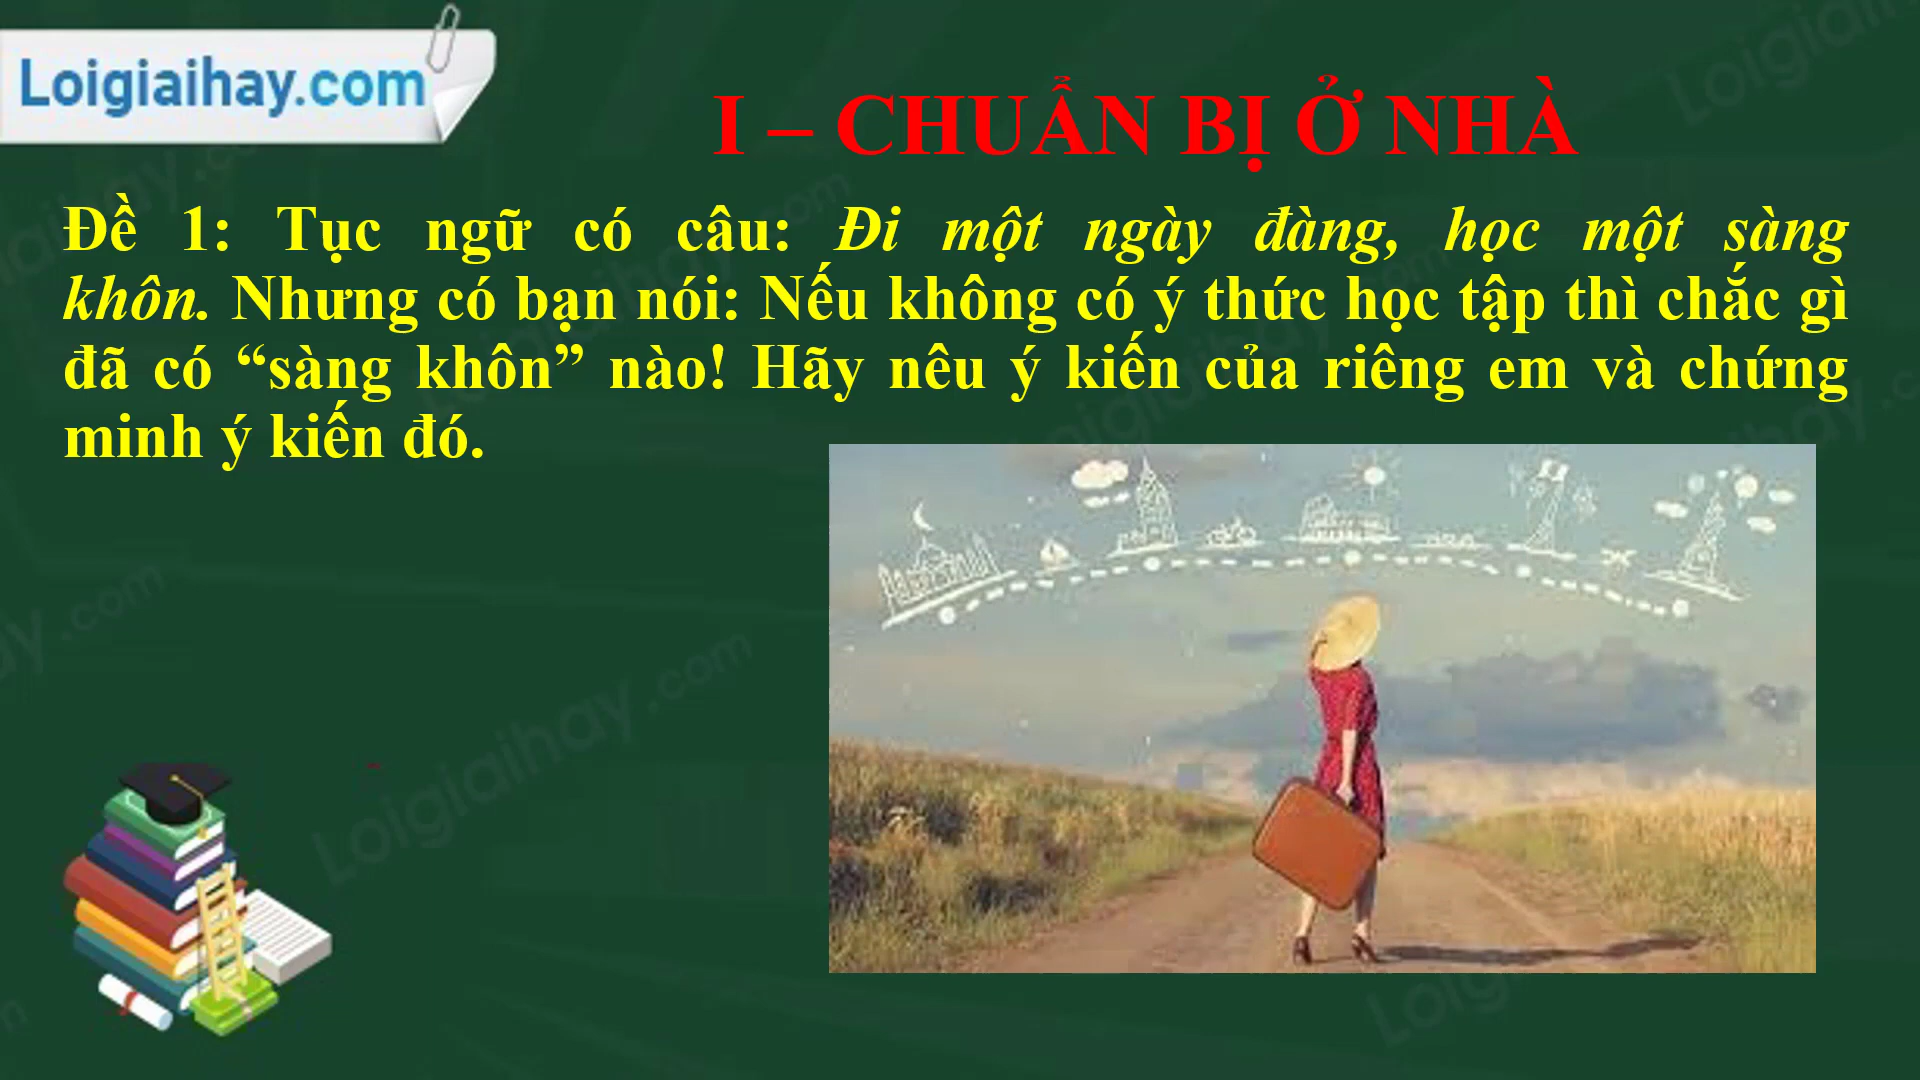 Loigiaihay.com
I – CHUẨN BỊ Ở NHÀ
Đề 1: Tục ngữ có câu: Đi một ngày đàng, học một sàng
khôn. Nhưng có bạn nói: Nếu không có ý thức học tập thì chắc gì
đã có “sàng khôn” nào! Hãy nêu ý kiến của riêng em và chứng
minh ý kiến đó.